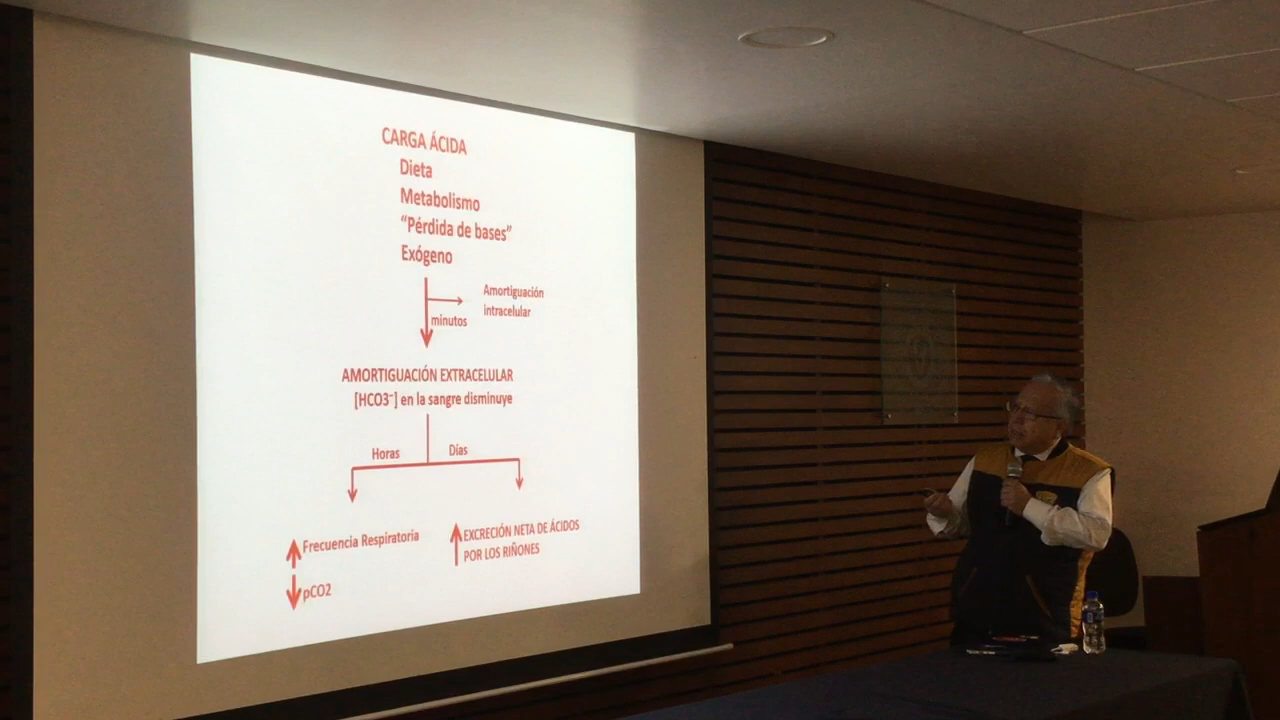 CARGA ÁCIDA
Dieta
Metabolismo
“Pérdida de bases”
Exógeno
Amortiguación
intracelular
minutos
AMORTIGUACIÓN EXTRACELULAR
[HCO3⁻] en la sangre disminuye
Horas
Días
Frecuencia Respiratoria
pCO2
EXCRECIÓN NETA DE ÁCIDOS
POR LOS RIÑONES